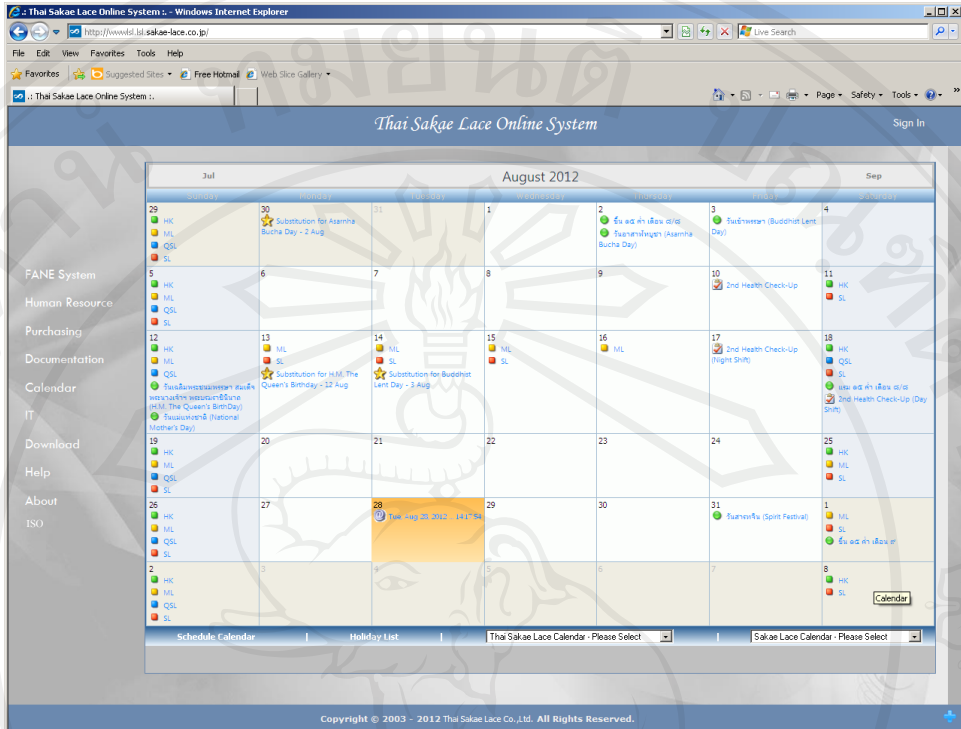 .: Thai Sakae Lace Online System :. - Windows Internet Explorer
http://wwwlsl.lsl.sakae-lace.co.jp/
Live Search
File Edit View Favorites Tools Help
Favorites Suggested Sites Free Hotmail Web Slice Gallery
.: Thai Sakae Lace Online System :.
Page Safety Tools
Thai Sakae Lace Online System
Sign In
Jul August 2012 Sep
Sunday Monday Tuesday Wednesday Thursday Friday Saturday
29
HK
ML
QSL
SL
30
Substitution for Asarnha
Bucha Day - 2 Aug
31
1
2
ขึ้น ๑๕ ค่ำ เดือน ๘/๘
วันอาสาฬหบูชา (Asarnha
Bucha Day)
3
วันเข้าพรรษา (Buddhist Lent
Day)
4
5
HK
ML
QSL
SL
6
7
8
9
10
2nd Health Check-Up
11
HK
SL
12
HK
ML
QSL
วันเฉลิมพระชนมพรรษา สมเด็จ
พระนางเจ้าฯ พระบรมราชินีนาถ
(H.M. The Queen's BirthDay)
วันแม่แห่งชาติ (National
Mother's Day)
13
ML
SL
Substitution for H.M. The
Queen's Birthday - 12 Aug
14
ML
SL
Substitution for Buddhist
Lent Day - 3 Aug
15
ML
SL
16
ML
17
2nd Health Check-Up
(Night Shift)
18
HK
QSL
SL
แรม ๑๕ ค่ำ เดือน ๘/๘
2nd Health Check-Up (Day
Shift)
19
HK
ML
QSL
SL
20
21
22
23
24
25
HK
ML
SL
26
HK
ML
QSL
SL
27
28
Tue, Aug 28, 2012 .. 14:17:54
29
30
31
วันสารทจีน (Spirit Festival)
1
ML
SL
ขึ้น ๑๕ ค่ำ เดือน ๙
2
HK
ML
QSL
SL
3
4
5
6
7
8
HK
SL
Calendar
FANE System
Human Resource
Purchasing
Documentation
Calendar
IT
Download
Help
About
ISO
Schedule Calendar | Holiday List | Thai Sakae Lace Calendar - Please Select | Sakae Lace Calendar - Please Select
Copyright © 2003 - 2012 Thai Sakae Lace Co.,Ltd. All Rights Reserved.